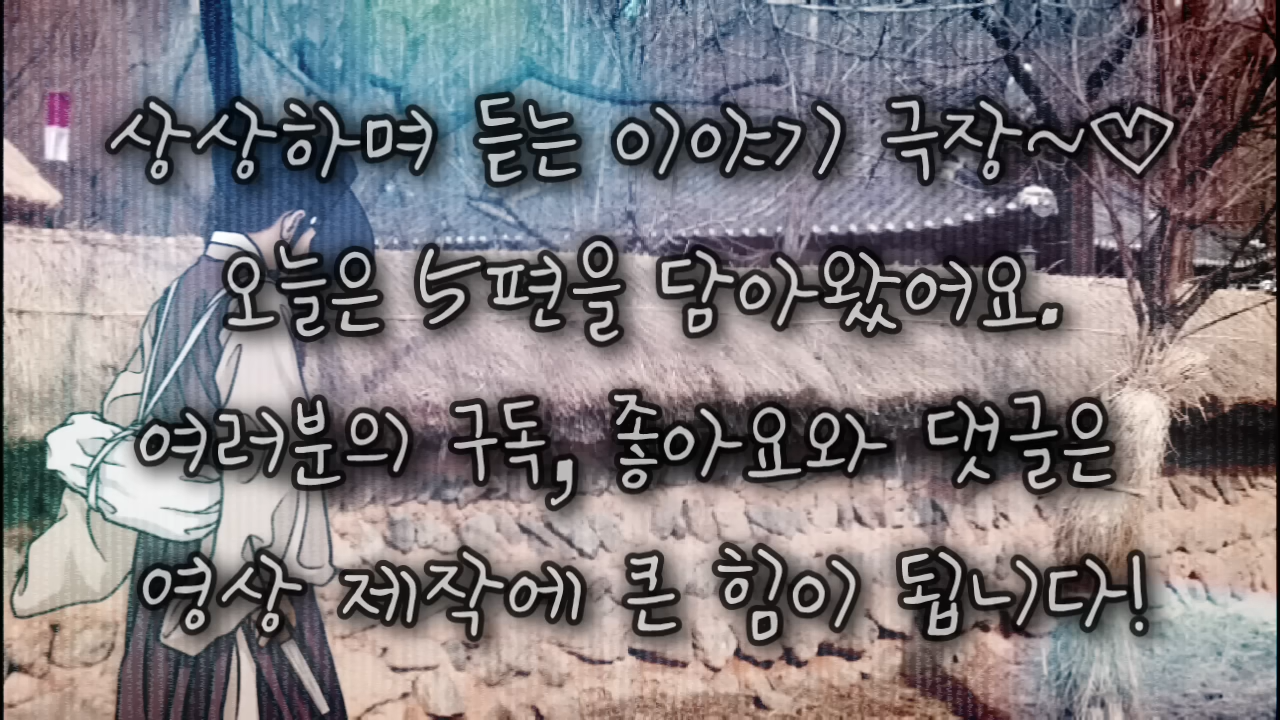 상상하며 듣는 이야기 극장~♡
오늘은 5편을 담아왔어요.
여러분의 구독, 좋아요와 댓글은
영상 제작에 큰 힘이 됩니다!